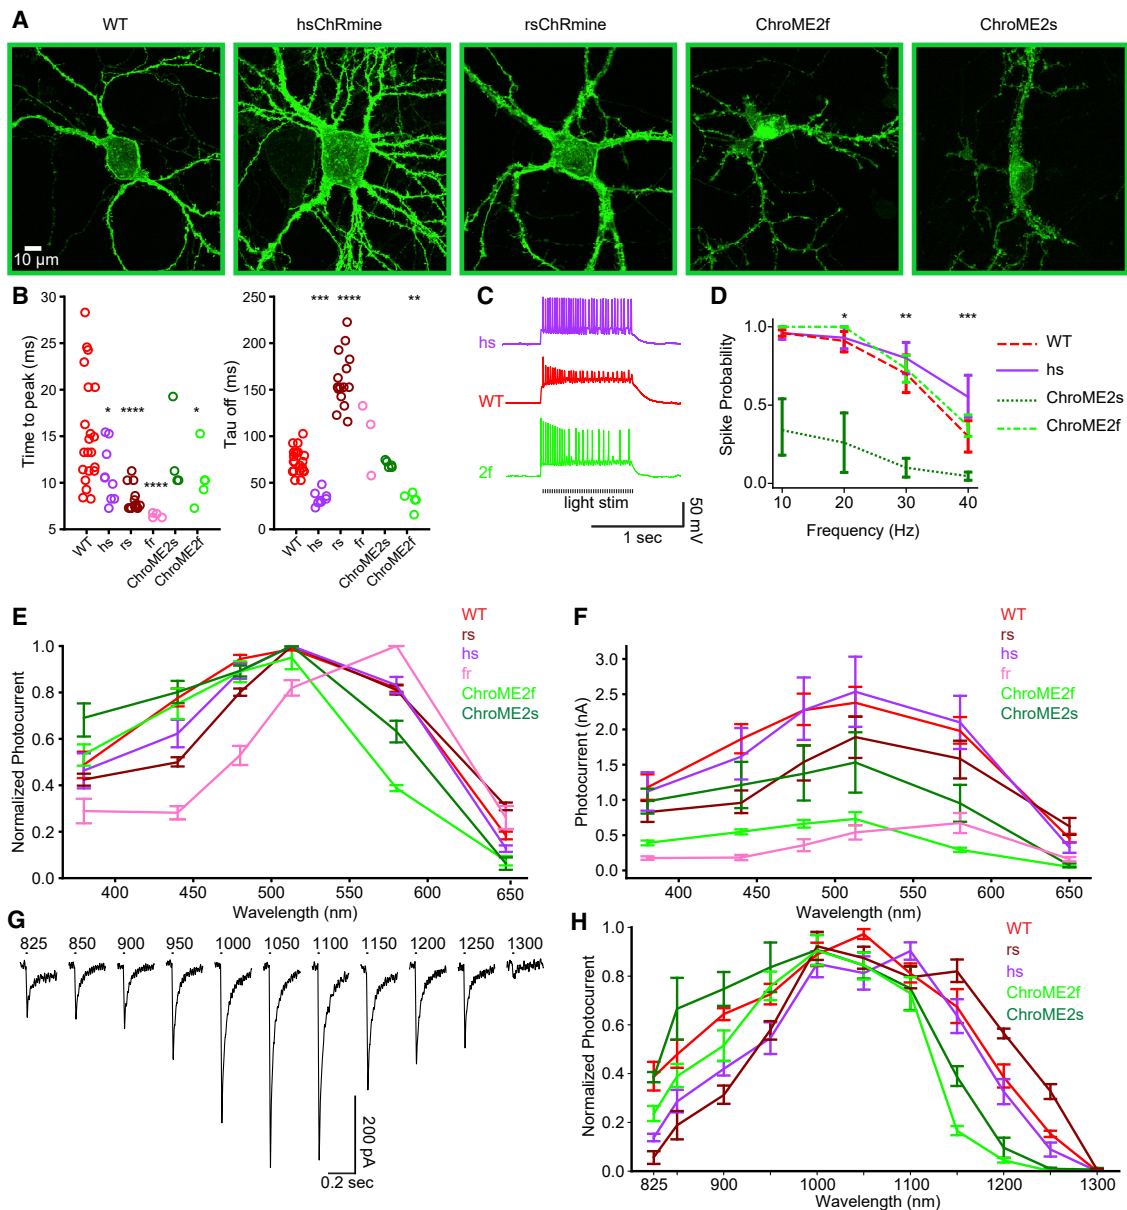 A
WT
hsChRmine
rsChRmine
ChroME2f
ChroME2s
10 μm
B
30
25
20
15
10
5
Time to peak (ms)
*
****
****
*
WT
hs
rs
fr
ChroME2s
ChroME2f
250
200
150
100
50
0
Tau off (ms)
***
****
**
WT
hs
rs
fr
ChroME2s
ChroME2f
C
hs
WT
2f
light stim
1 sec
50 mV
D
1.0
0.5
0.0
Spike Probability
*
**
***
10
20
30
40
Frequency (Hz)
WT
hs
ChroME2s
ChroME2f
E
WT
rs
hs
fr
ChroME2f
ChroME2s
1.0
0.8
0.6
0.4
0.2
0.0
Normalized Photocurrent
400
450
500
550
600
650
Wavelength (nm)
F
WT
rs
hs
fr
ChroME2f
ChroME2s
3.0
2.5
2.0
1.5
1.0
0.5
0.0
Photocurrent (nA)
400
450
500
550
600
650
Wavelength (nm)
G
825
850
900
950
1000
1050
1100
1150
1200
1250
1300
200 pA
0.2 sec
H
WT
rs
hs
ChroME2f
ChroME2s
1.0
0.8
0.6
0.4
0.2
0.0
Normalized Photocurrent
825
900
1000
1100
1200
1300
Wavelength (nm)